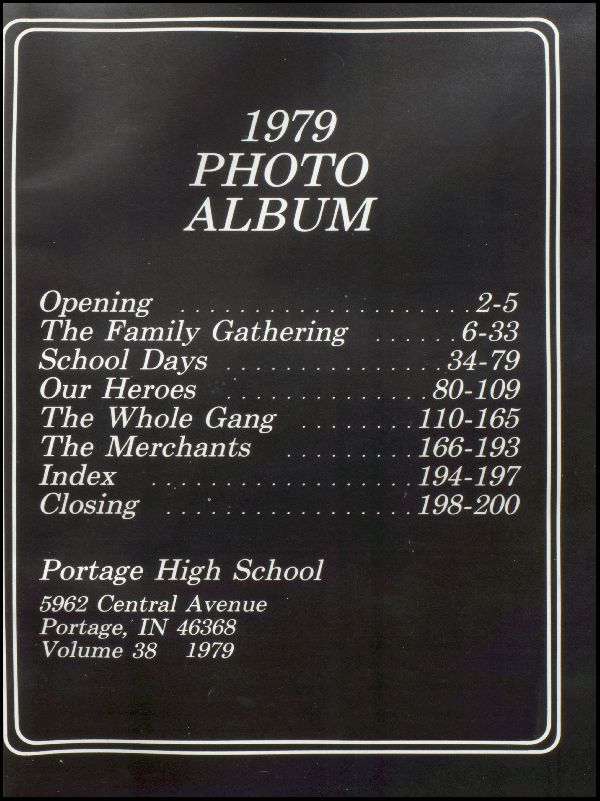 1979
PHOTO
ALBUM
Opening . . . . . . . . . . . . . . . . . . . . 2-5
The Family Gathering . . . . . . 6-33
School Days . . . . . . . . . . . . . . . 34-79
Our Heroes . . . . . . . . . . . . . . 80-109
The Whole Gang . . . . . . . . 110-165
The Merchants . . . . . . . . . 166-193
Index . . . . . . . . . . . . . . . . . . 194-197
Closing . . . . . . . . . . . . . . . . . 198-200
Portage High School
5962 Central Avenue
Portage, IN 46368
Volume 38 1979